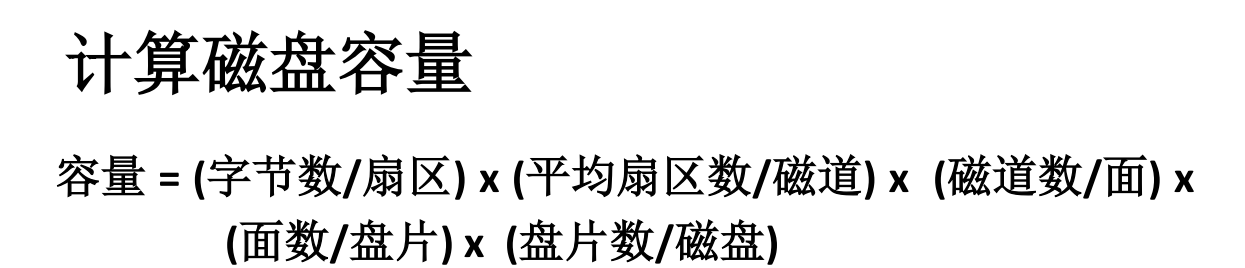 计算磁盘容量
容量 = (字节数/扇区) x (平均扇区数/磁道) x (磁道数/面) x
(面数/盘片) x (盘片数/磁盘)